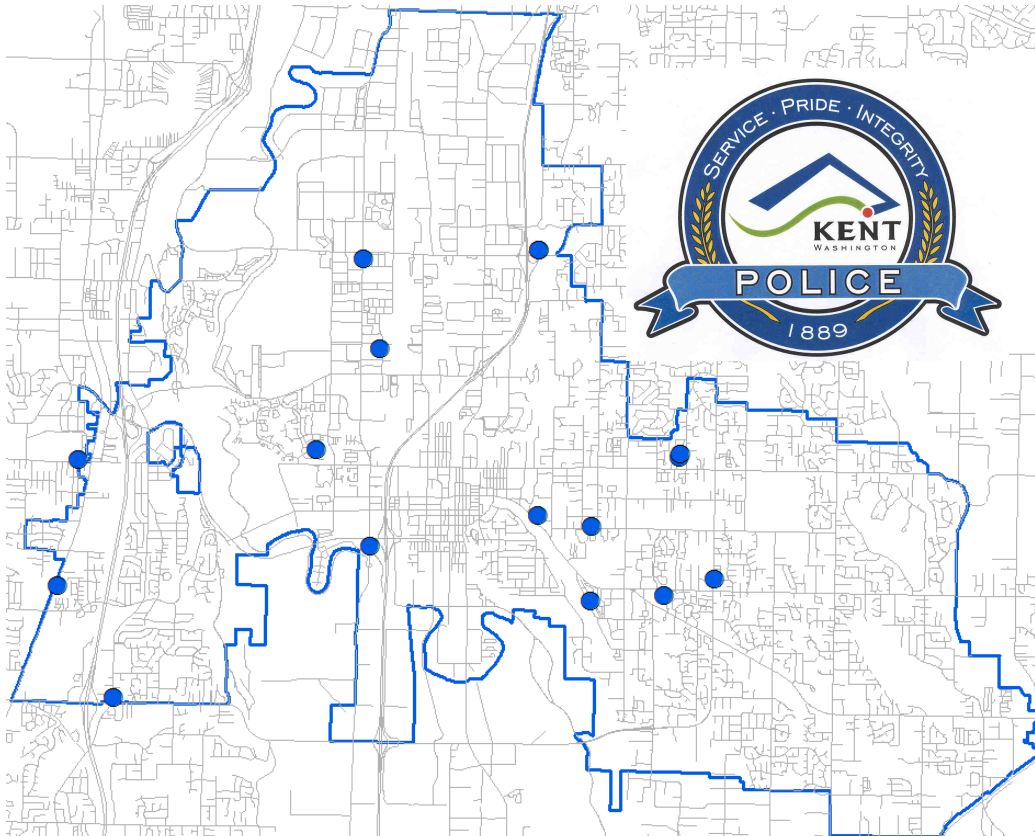 SERVICE · PRIDE · INTEGRITY
KENT
WASHINGTON
POLICE
1889